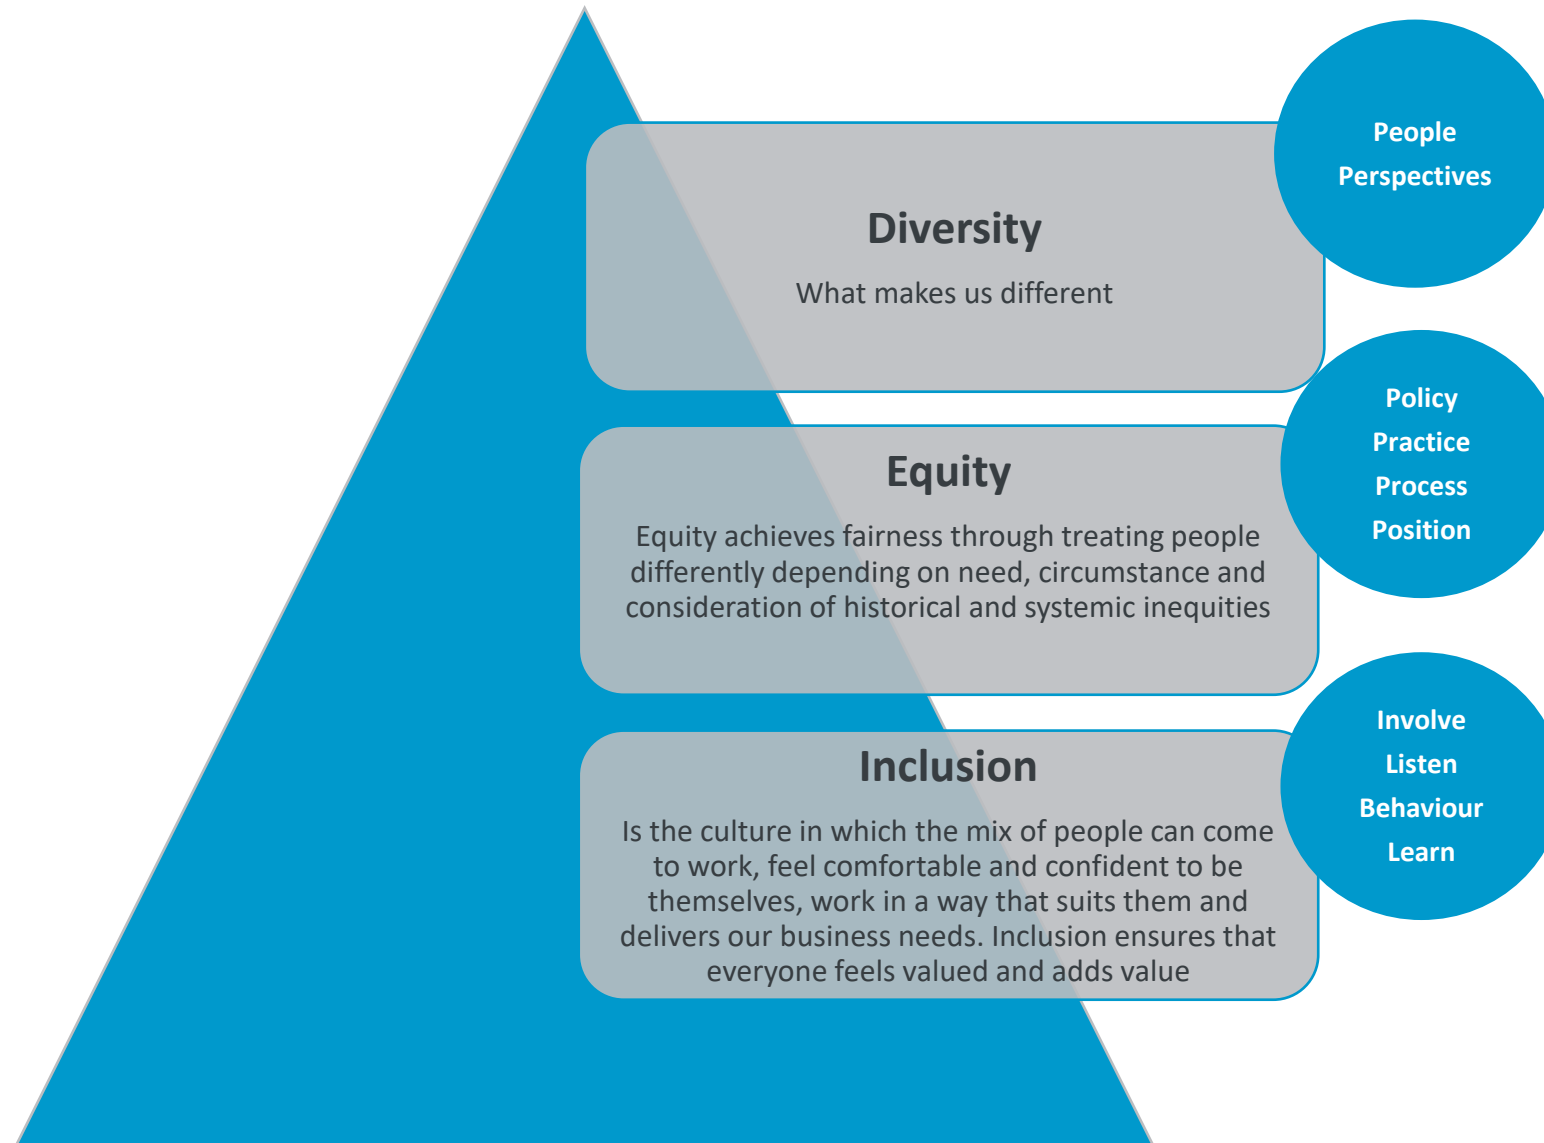 People
Perspectives
Diversity
What makes us different
Policy
Practice
Process
Position
Equity
Equity achieves fairness through treating people
differently depending on need, circumstance and
consideration of historical and systemic inequities
Involve
Listen
Behaviour
Learn
Inclusion
Is the culture in which the mix of people can come
to work, feel comfortable and confident to be
themselves, work in a way that suits them and
delivers our business needs. Inclusion ensures that
everyone feels valued and adds value